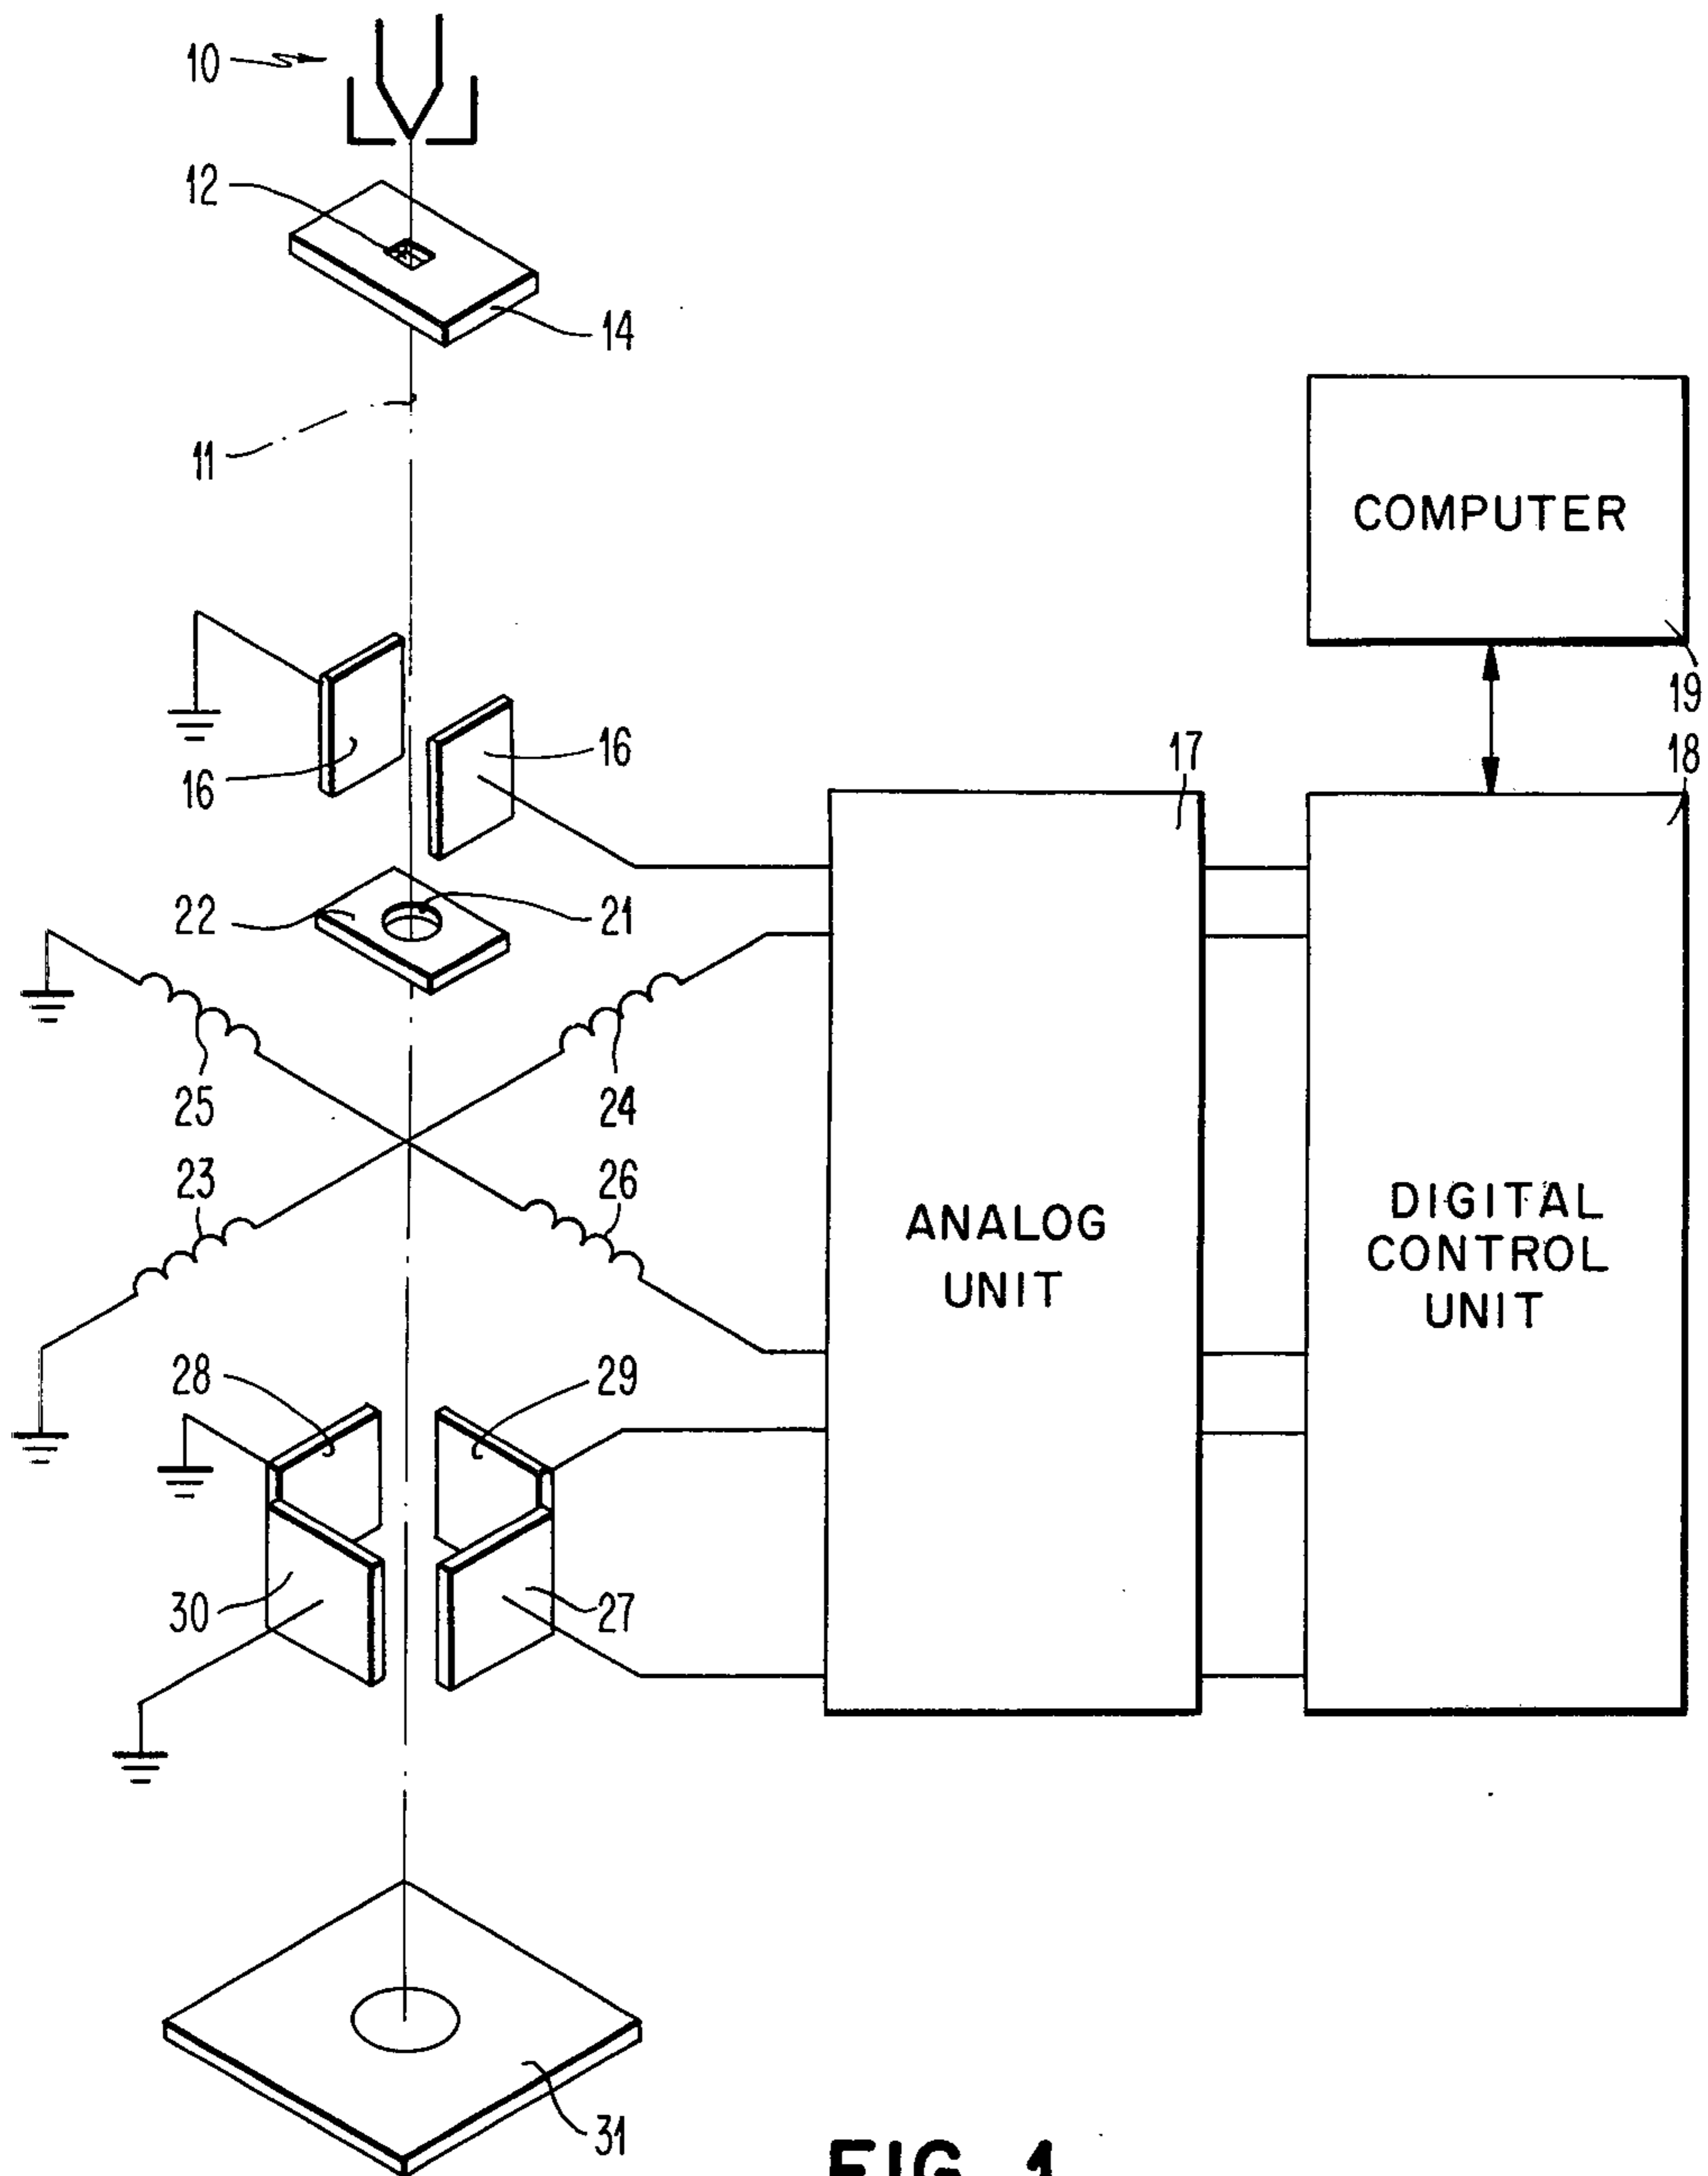 10
12
14
11
COMPUTER
19
16
16
17
18
22
21
25
24
23
26
ANALOG
UNIT
DIGITAL
CONTROL
UNIT
28
29
30
27
31
FIG. 1